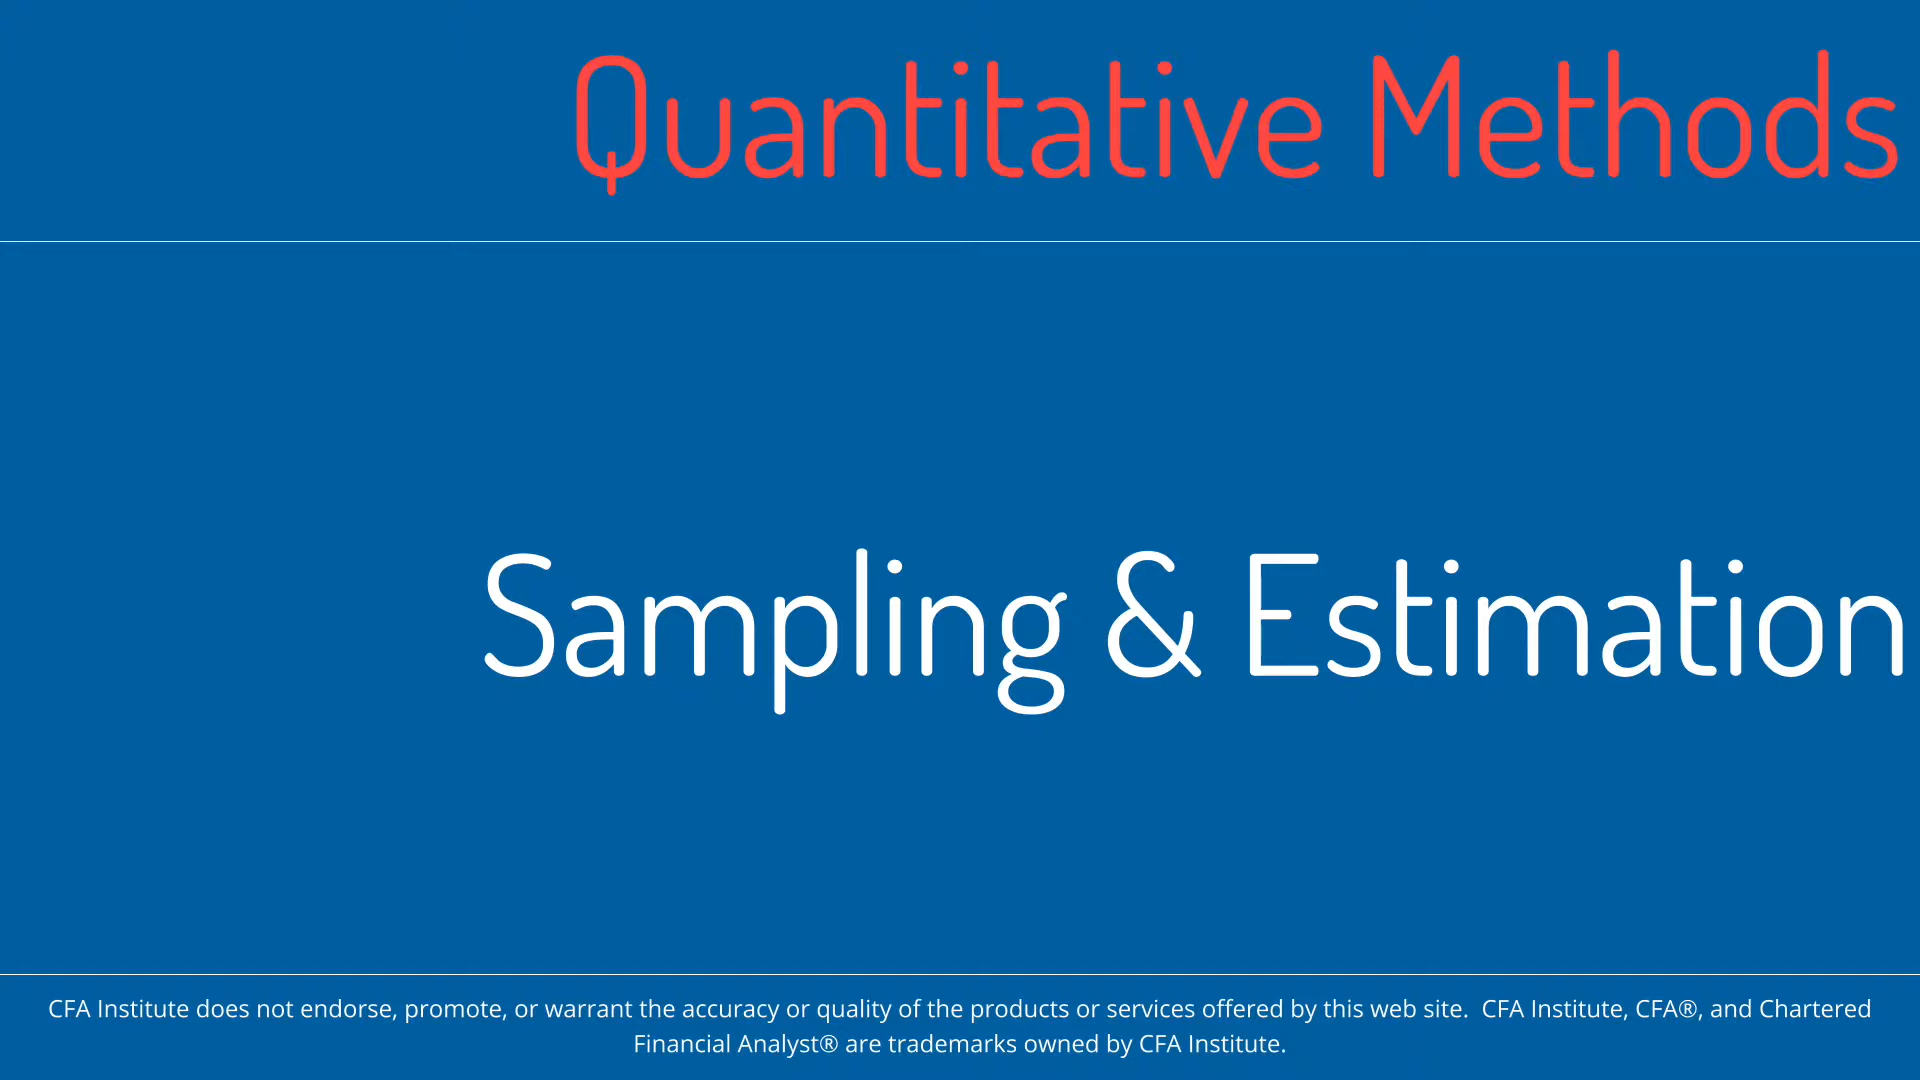 Quantitative Methods
Sampling & Estimation
CFA Institute does not endorse, promote, or warrant the accuracy or quality of the products or services offered by this web site.  CFA Institute, CFA®, and Chartered
Financial Analyst® are trademarks owned by CFA Institute.